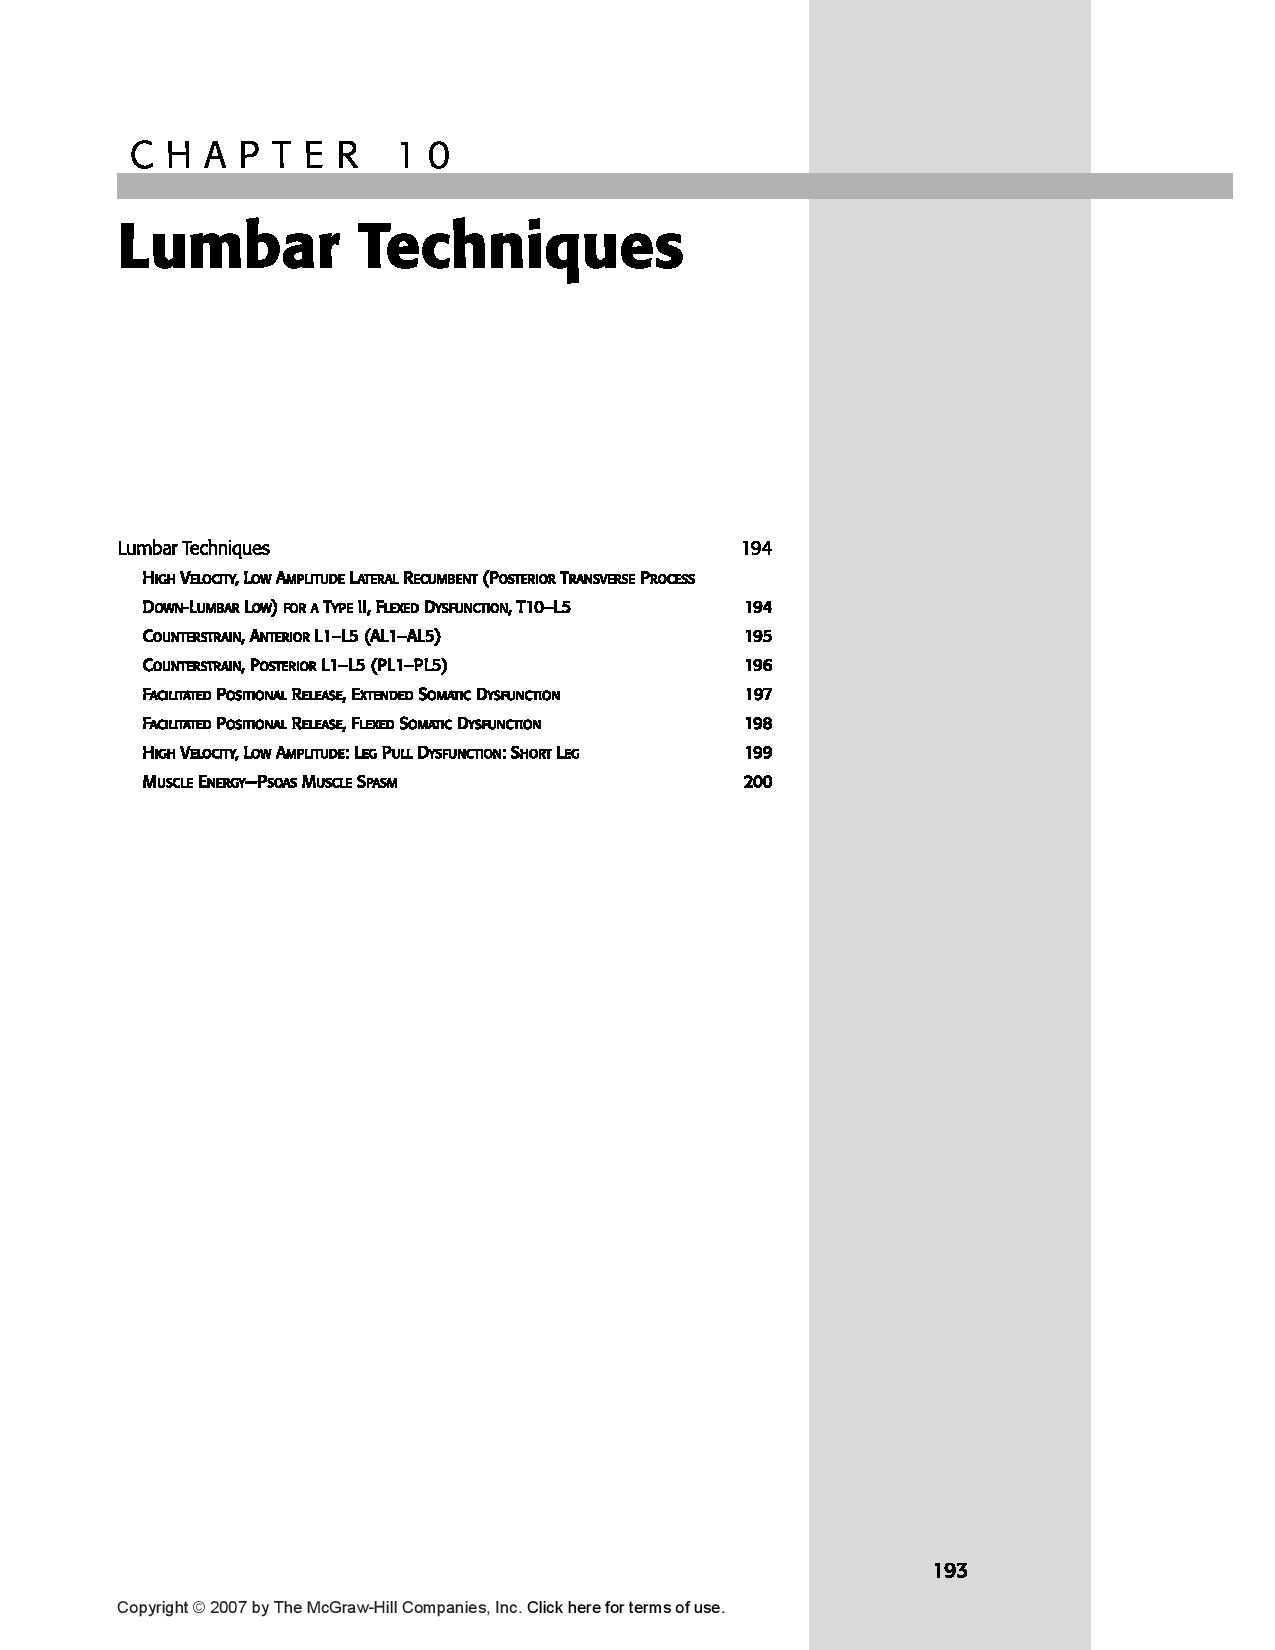 CHAPTER 10
Lumbar Techniques
Lumbar Techniques 194
High Velocity, Low Amplitude Lateral Recumbent (Posterior Transverse Process
Down-Lumbar Low) for a Type II, Flexed Dysfunction, T10–L5 194
Counterstrain, Anterior L1–L5 (AL1–AL5) 195
Counterstrain, Posterior L1–L5 (PL1–PL5) 196
Facilitated Positional Release, Extended Somatic Dysfunction 197
Facilitated Positional Release, Flexed Somatic Dysfunction 198
High Velocity, Low Amplitude: Leg Pull Dysfunction: Short Leg 199
Muscle Energy—Psoas Muscle Spasm 200
193
Copyright © 2007 by The McGraw-Hill Companies, Inc. Click here for terms of use.